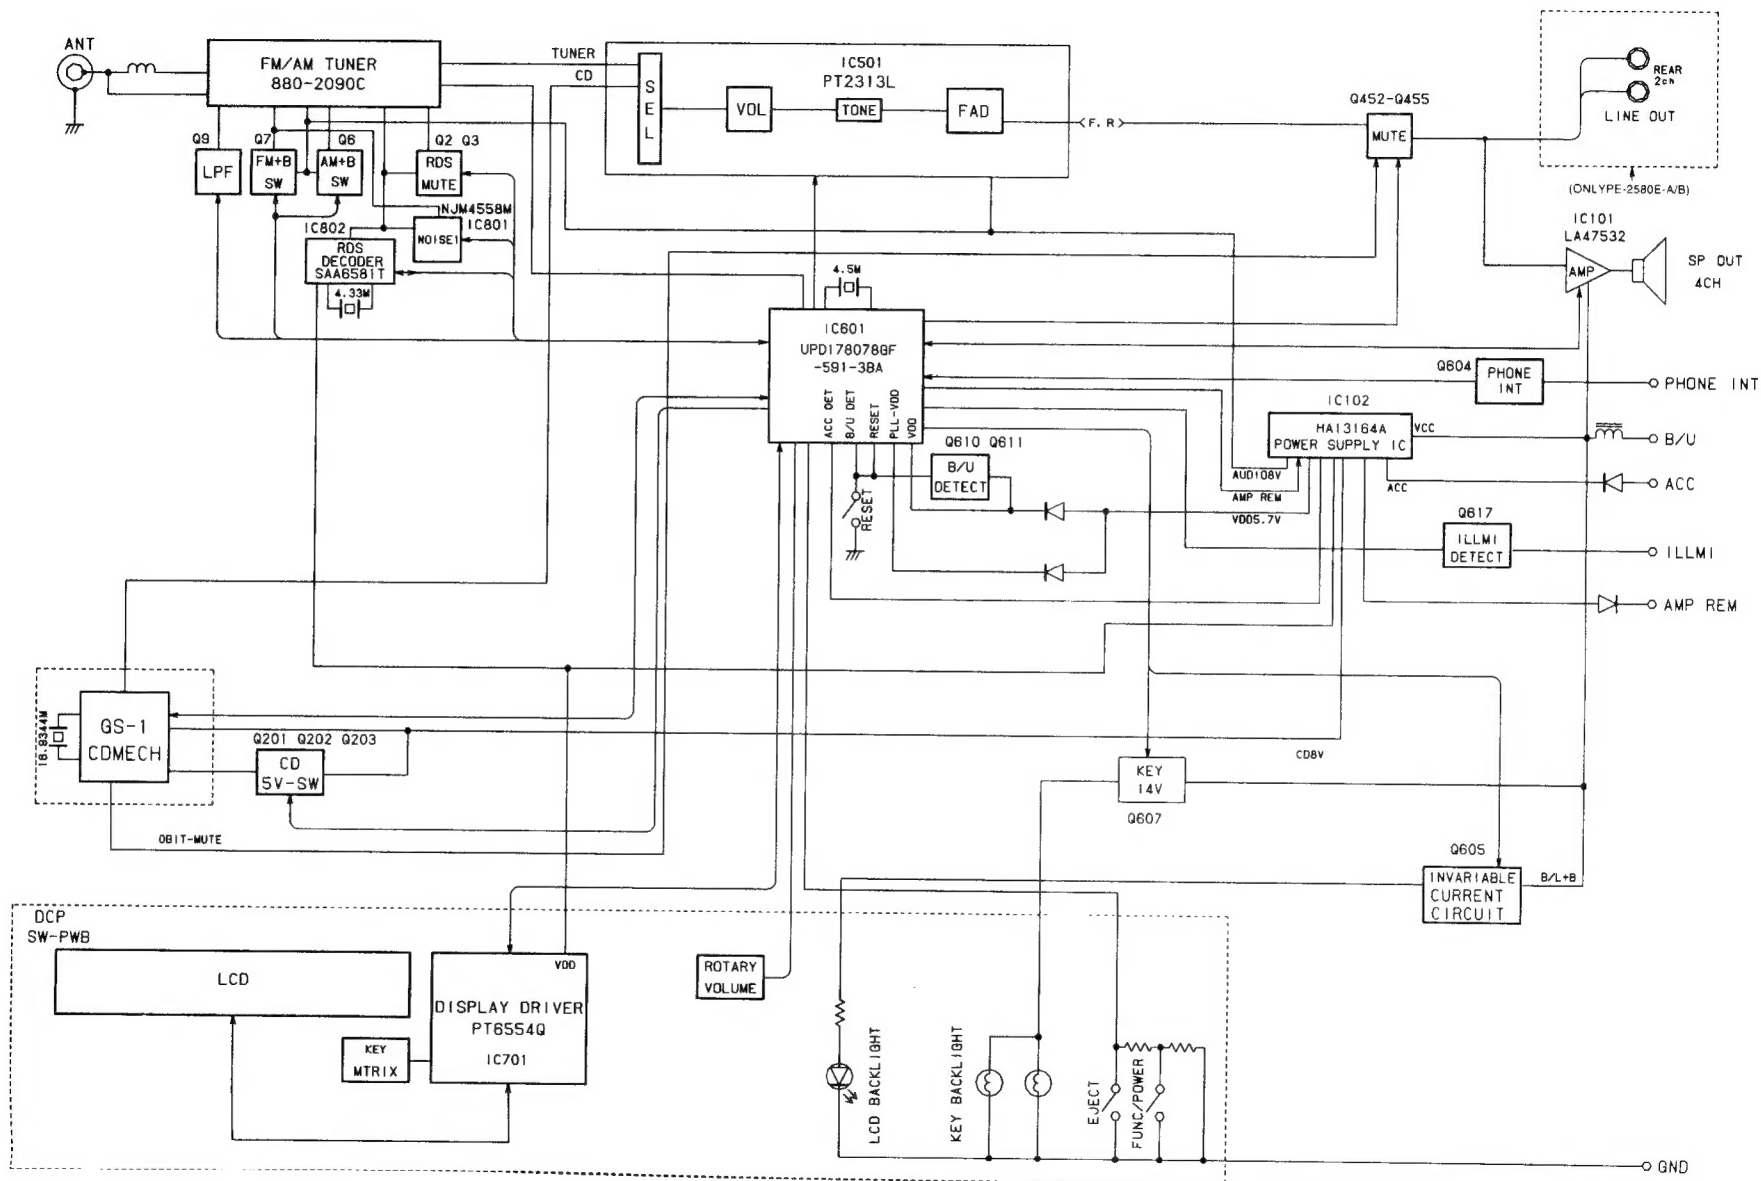 ANT
FM/AM TUNER
880-2090C
TUNER
CD
SEL
VOL
IC501
PT2313L
TONE
FAD
<F.R>
Q452-Q455
MUTE
REAR
2ch
LINE OUT
(ONLYPE-2580E-A/B)
Q9
LPF
Q7
FM+B
SW
Q6
AM+B
SW
Q2 Q3
RDS
MUTE
NJM4558M
IC801
NOISE1
IC802
RDS
DECODER
SAA6581T
4.33M
4.5M
IC101
LA47532
AMP
SP OUT
4CH
IC601
UPD178078GF
-591-3BA
ACC DET
B/U DET
RESET
PLL-VDD
VDD
Q604
PHONE
INT
PHONE INT
IC102
HA13164A
POWER SUPPLY IC
VCC
B/U
Q610 Q611
B/U
DETECT
RESET
AUDIO8V
AMP REM
VDD5.7V
ACC
ACC
Q617
ILLMI
DETECT
ILLMI
AMP REM
16.9344M
GS-1
CDMECH
Q201 Q202 Q203
CD
5V-SW
OBIT-MUTE
CD8V
KEY
14V
Q607
Q605
INVARIABLE
CURRENT
CIRCUIT
B/L+B
DCP
SW-PWB
LCD
VDD
DISPLAY DRIVER
PT6554Q
IC701
KEY
MTRIX
ROTARY
VOLUME
LCD BACKLIGHT
KEY BACKLIGHT
EJECT
FUNC/POWER
GND